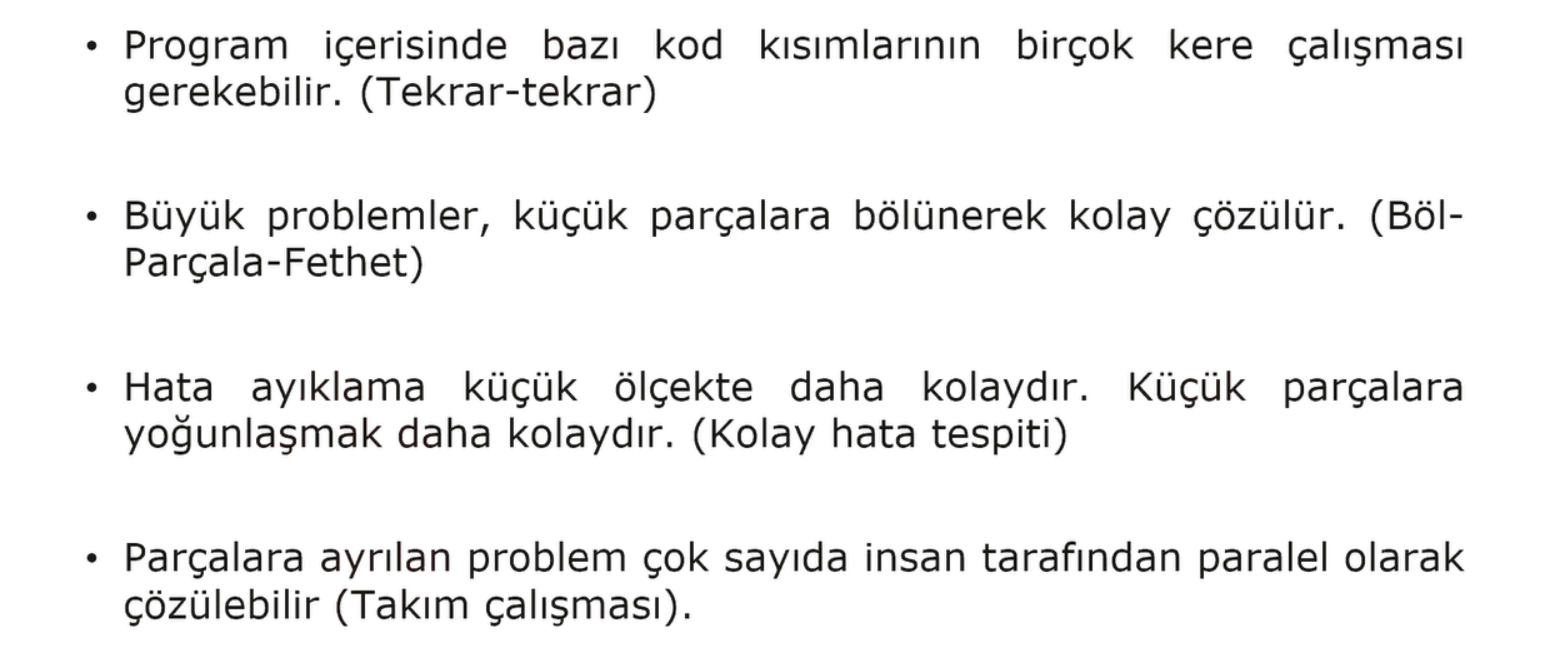 • Program içerisinde bazı kod kısımlarının birçok kere çalışması
gerekebilir. (Tekrar-tekrar)
• Büyük problemler, küçük parçalara bölünerek kolay çözülür. (Böl-
Parçala-Fethet)
• Hata ayıklama küçük ölçekte daha kolaydır. Küçük parçalara
yoğunlaşmak daha kolaydır. (Kolay hata tespiti)
• Parçalara ayrılan problem çok sayıda insan tarafından paralel olarak
çözülebilir (Takım çalışması).